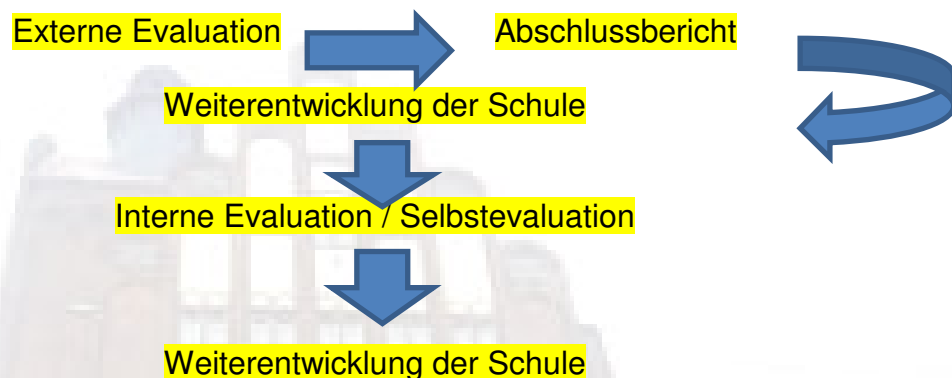 Externe Evaluation Abschlussbericht
Weiterentwicklung der Schule
Interne Evaluation / Selbstevaluation
Weiterentwicklung der Schule